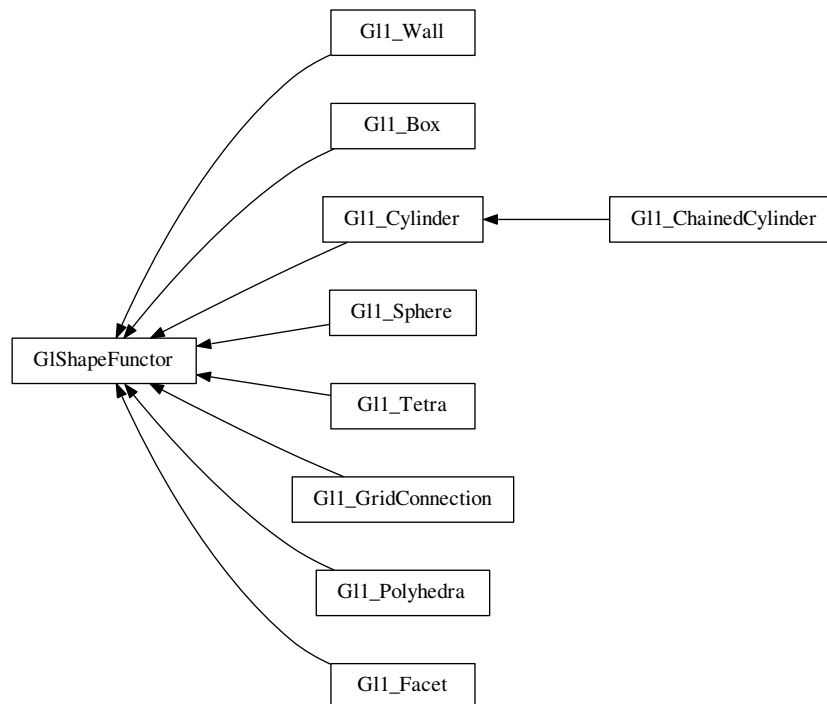 Gl1_Wall
Gl1_Box
Gl1_Cylinder
Gl1_ChainedCylinder
Gl1_Sphere
GlShapeFunctor
Gl1_Tetra
Gl1_GridConnection
Gl1_Polyhedra
Gl1_Facet